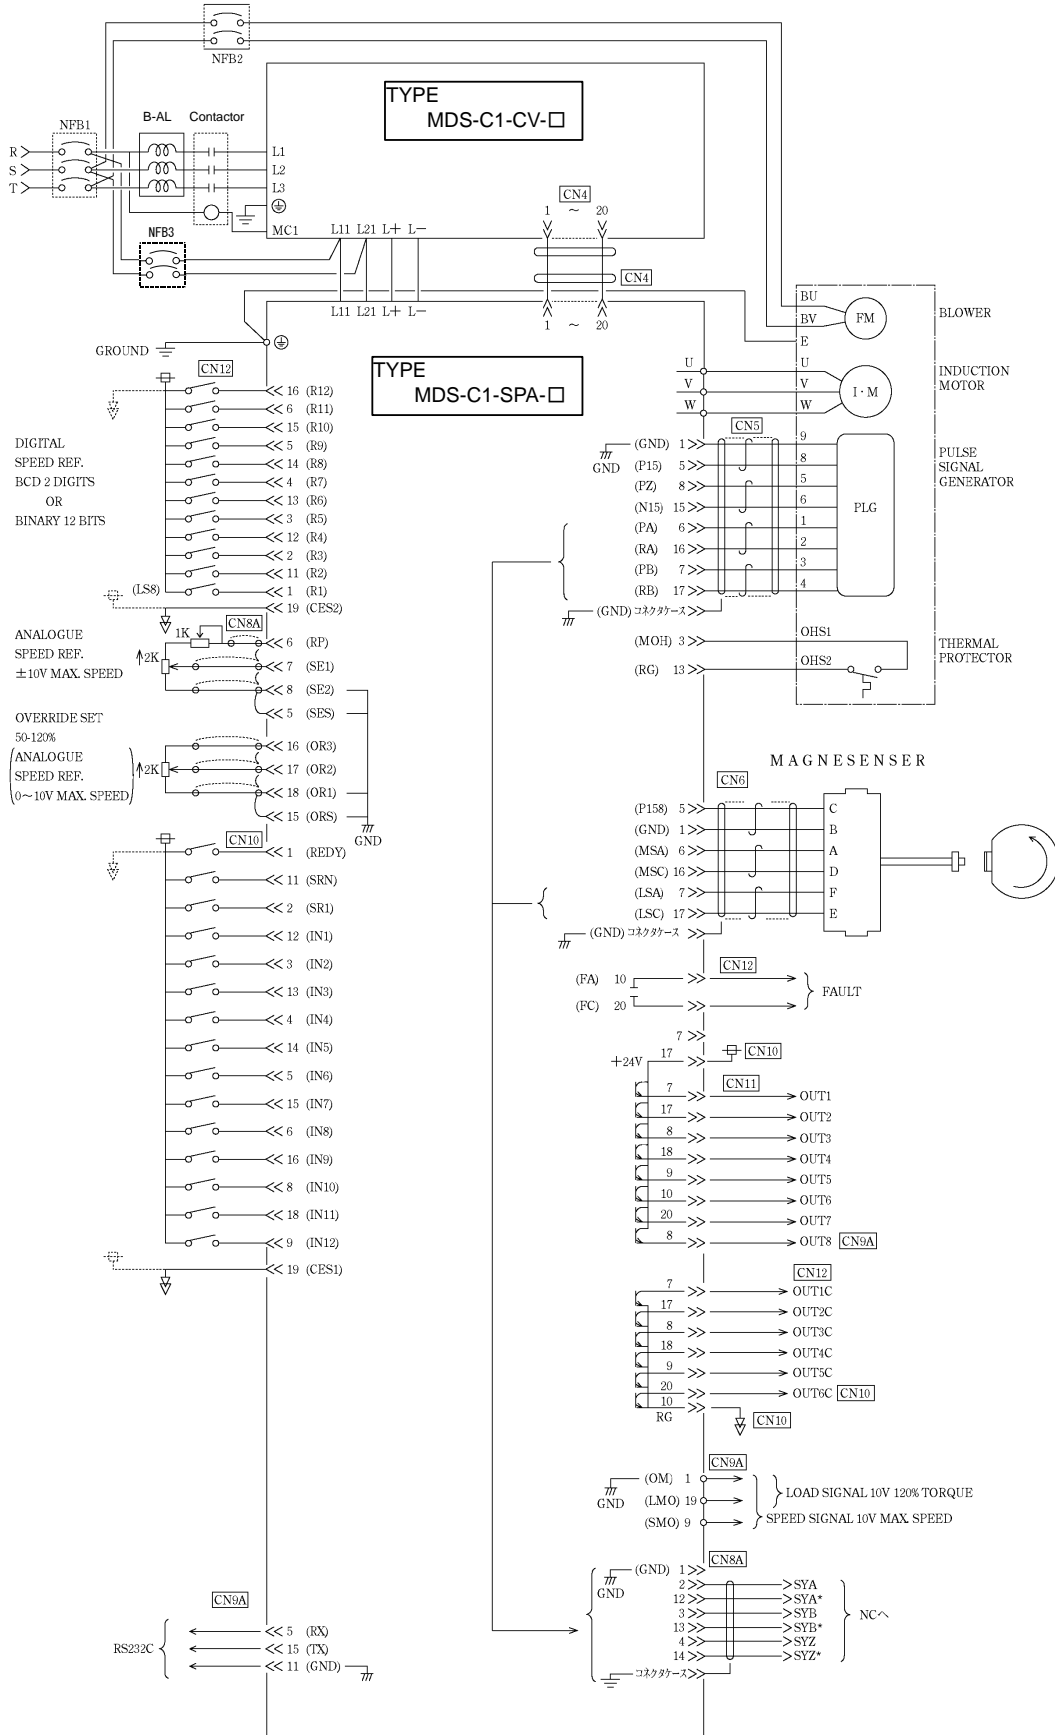 NFB2
TYPE
MDS-C1-CV-□
NFB1
B-AL
Contactor
R
S
T
L1
L2
L3
MC1
NFB3
L11 L21 L+ L−
CN4
1 ~ 20
CN4
L11 L21 L+ L−
1 ~ 20
GROUND
TYPE
MDS-C1-SPA-□
BU
BV
E
FM
BLOWER
U
V
W
U
V
W
I·M
INDUCTION
MOTOR
CN12
16 (R12)
6 (R11)
15 (R10)
5 (R9)
14 (R8)
4 (R7)
13 (R6)
3 (R5)
12 (R4)
2 (R3)
11 (R2)
1 (R1)
19 (CES2)
DIGITAL
SPEED REF.
BCD 2 DIGITS
OR
BINARY 12 BITS
(LS8)
CN5
GND
(GND) 1
(P15) 5
(PZ) 8
(N15) 15
(PA) 6
(RA) 16
(PB) 7
(RB) 17
(GND) コネクタケース
9
8
5
6
1
2
3
4
PLG
PULSE
SIGNAL
GENERATOR
(MOH) 3
(RG) 13
OHS1
OHS2
THERMAL
PROTECTOR
CN8A
1K
2K
ANALOGUE
SPEED REF.
±10V MAX. SPEED
6 (RP)
7 (SE1)
8 (SE2)
5 (SES)
OVERRIDE SET
50-120%
ANALOGUE
SPEED REF.
0~10V MAX. SPEED
2K
16 (OR3)
17 (OR2)
18 (OR1)
15 (ORS)
GND
MAGNESENSER
CN6
(P158) 5
(GND) 1
(MSA) 6
(MSC) 16
(LSA) 7
(LSC) 17
(GND) コネクタケース
C
B
A
D
F
E
CN10
1 (REDY)
11 (SRN)
2 (SR1)
12 (IN1)
3 (IN2)
13 (IN3)
4 (IN4)
14 (IN5)
5 (IN6)
15 (IN7)
6 (IN8)
16 (IN9)
8 (IN10)
18 (IN11)
9 (IN12)
19 (CES1)
CN12
(FA) 10
(FC) 20
FAULT
7
+24V 17
CN10
CN11
7 OUT1
17 OUT2
8 OUT3
18 OUT4
9 OUT5
10 OUT6
20 OUT7
8 OUT8 CN9A
CN12
7 OUT1C
17 OUT2C
8 OUT3C
18 OUT4C
9 OUT5C
20 OUT6C CN10
10
RG
CN10
CN9A
GND
(OM) 1
(LMO) 19
(SMO) 9
LOAD SIGNAL 10V 120% TORQUE
SPEED SIGNAL 10V MAX. SPEED
CN8A
GND
(GND) 1
2 SYA
12 SYA*
3 SYB
13 SYB*
4 SYZ
14 SYZ*
コネクタケース
NCへ
CN9A
RS232C
5 (RX)
15 (TX)
11 (GND)